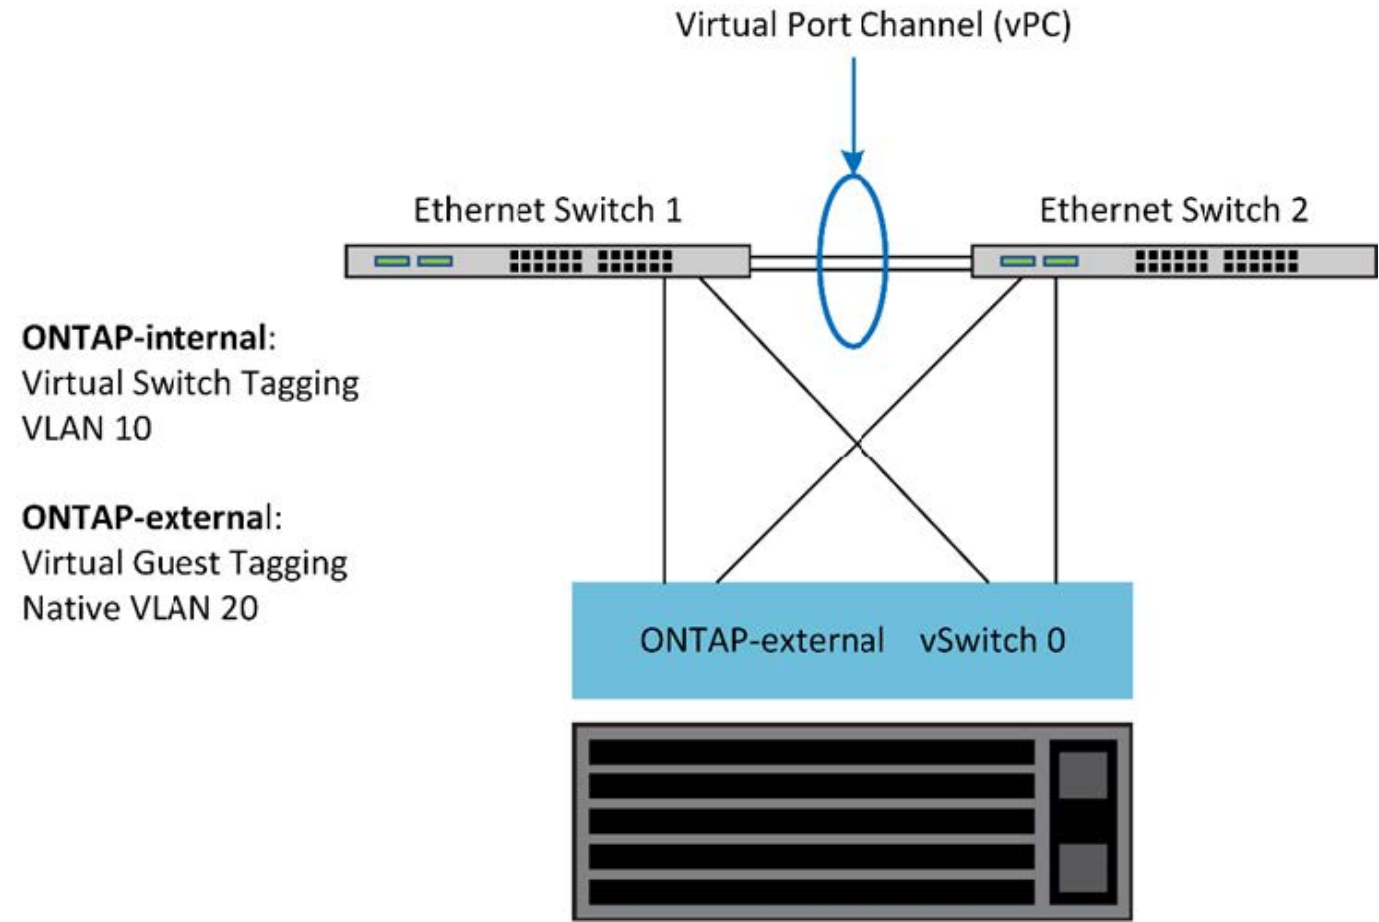 Virtual Port Channel (vPC)
Ethernet Switch 1
Ethernet Switch 2
ONTAP-internal:
Virtual Switch Tagging
VLAN 10
ONTAP-external:
Virtual Guest Tagging
Native VLAN 20
ONTAP-external vSwitch 0